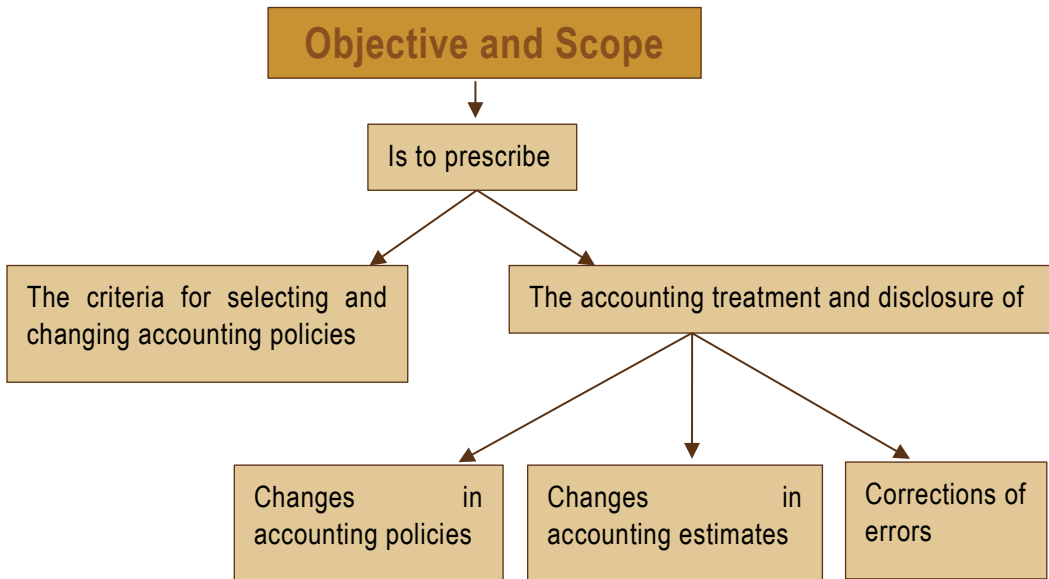 Objective and Scope
Is to prescribe
The criteria for selecting and
changing accounting policies
The accounting treatment and disclosure of
Changes in
accounting policies
Changes in
accounting estimates
Corrections of
errors